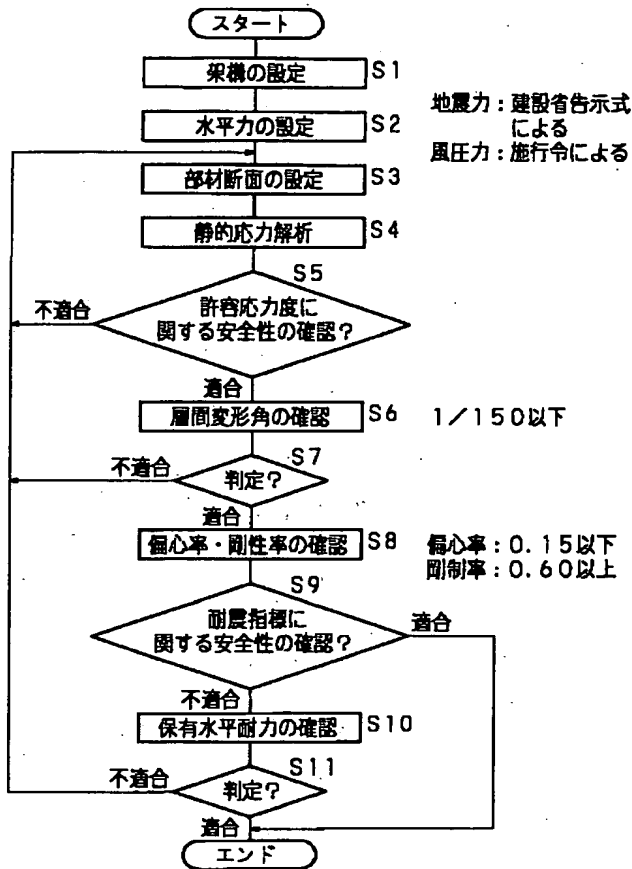 スタート
架構の設定 S1
水平力の設定 S2
地震力：建設省告示式
による
風圧力：施行令による
部材断面の設定 S3
静的応力解析 S4
S5
不適合
許容応力度に
関する安全性の確認？
適合
層間変形角の確認 S6 1／150以下
S7
不適合
判定？
適合
偏心率・剛性率の確認 S8
偏心率：0.15以下
剛制率：0.60以上
S9
耐震指標に
関する安全性の確認？
適合
不適合
保有水平耐力の確認 S10
S11
不適合
判定？
適合
エンド